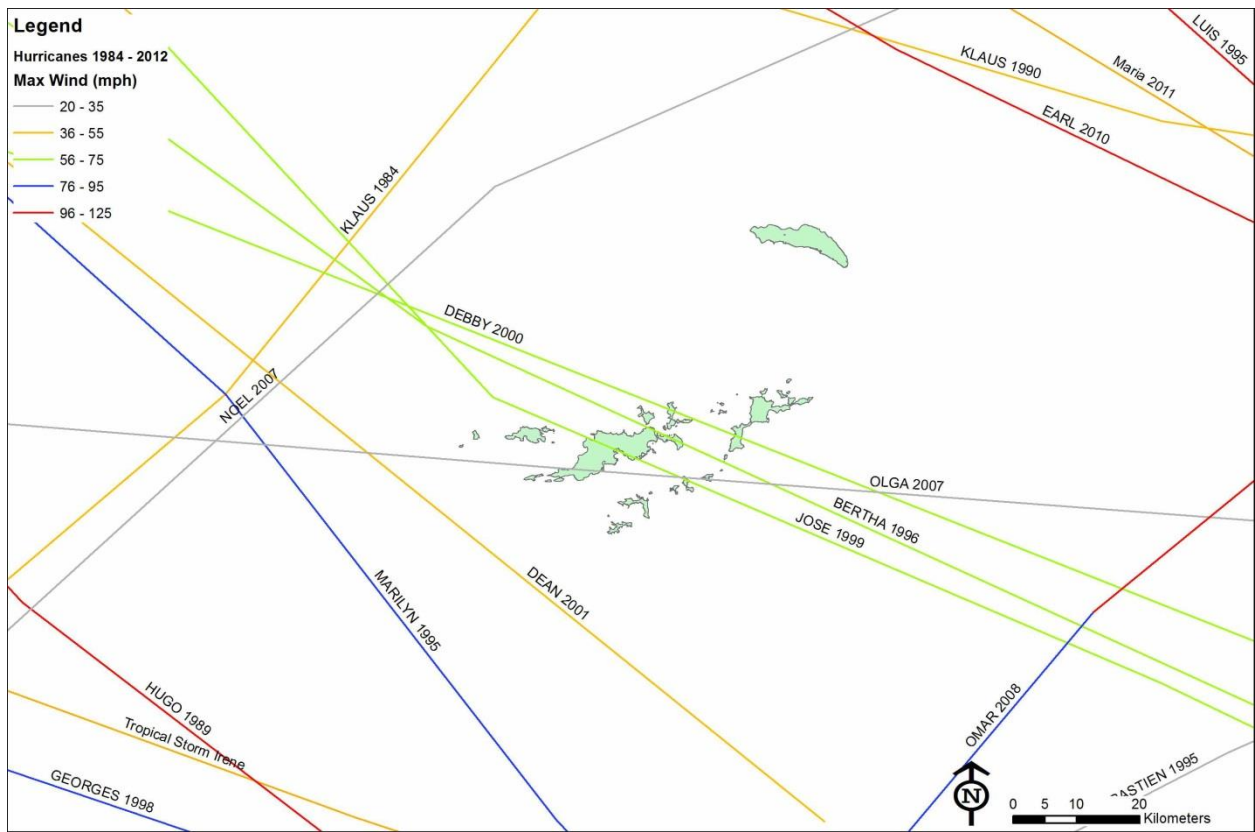 Legend
Hurricanes 1984 - 2012
Max Wind (mph)
20 - 35
36 - 55
56 - 75
76 - 95
96 - 125
LUIS 1995
KLAUS 1990
Maria 2011
EARL 2010
KLAUS 1984
DEBBY 2000
NOEL 2007
OLGA 2007
BERTHA 1996
JOSE 1999
MARILYN 1995
DEAN 2001
HUGO 1989
Tropical Storm Irene
GEORGES 1998
OMAR 2008
ASTIEN 1995
N
0 5 10 20
Kilometers